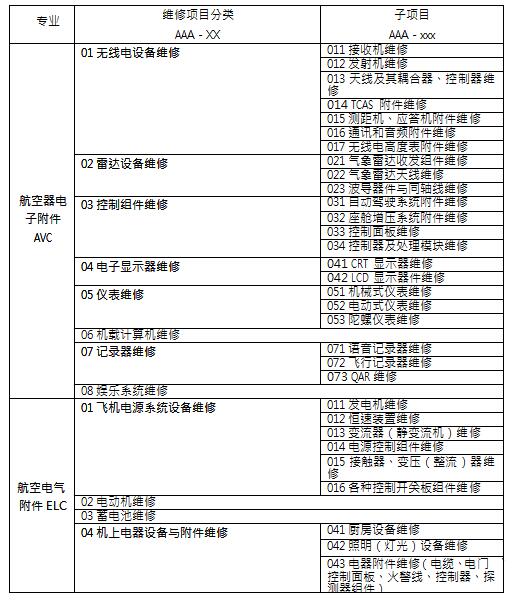 专业
维修项目分类
AAA - XX
子项目
AAA - xxx
航空器电
子附件
AVC
01 无线电设备维修
011 接收机维修
012 发射机维修
013 天线及其耦合器、控制器维
修
014 TCAS 附件维修
015 测距机、应答机附件维修
016 通讯和音频附件维修
017 无线电高度表附件维修
02 雷达设备维修
021 气象雷达收发组件维修
022 气象雷达天线维修
023 波导器件与同轴线维修
03 控制组件维修
031 自动驾驶系统附件维修
032 座舱增压系统附件维修
033 控制面板维修
034 控制器及处理模块维修
04 电子显示器维修
041 CRT 显示器维修
042 LCD 显示器件维修
05 仪表维修
051 机械式仪表维修
052 电动式仪表维修
053 陀螺仪表维修
06 机载计算机维修
07 记录器维修
071 语音记录器维修
072 飞行记录器维修
073 QAR 维修
08 娱乐系统维修
航空电气
附件 ELC
01 飞机电源系统设备维修
011 发电机维修
012 恒速装置维修
013 变流器（静变流机）维修
014 电源控制组件维修
015 接触器、变压（整流）器维
修
016 各种控制开关板组件维修
02 电动机维修
03 蓄电池维修
04 机上电器设备与附件维修
041 厨房设备维修
042 照明（灯光）设备维修
043 电器附件维修（电缆、电门
控制面板、火警线、控制器、探
测器组件）